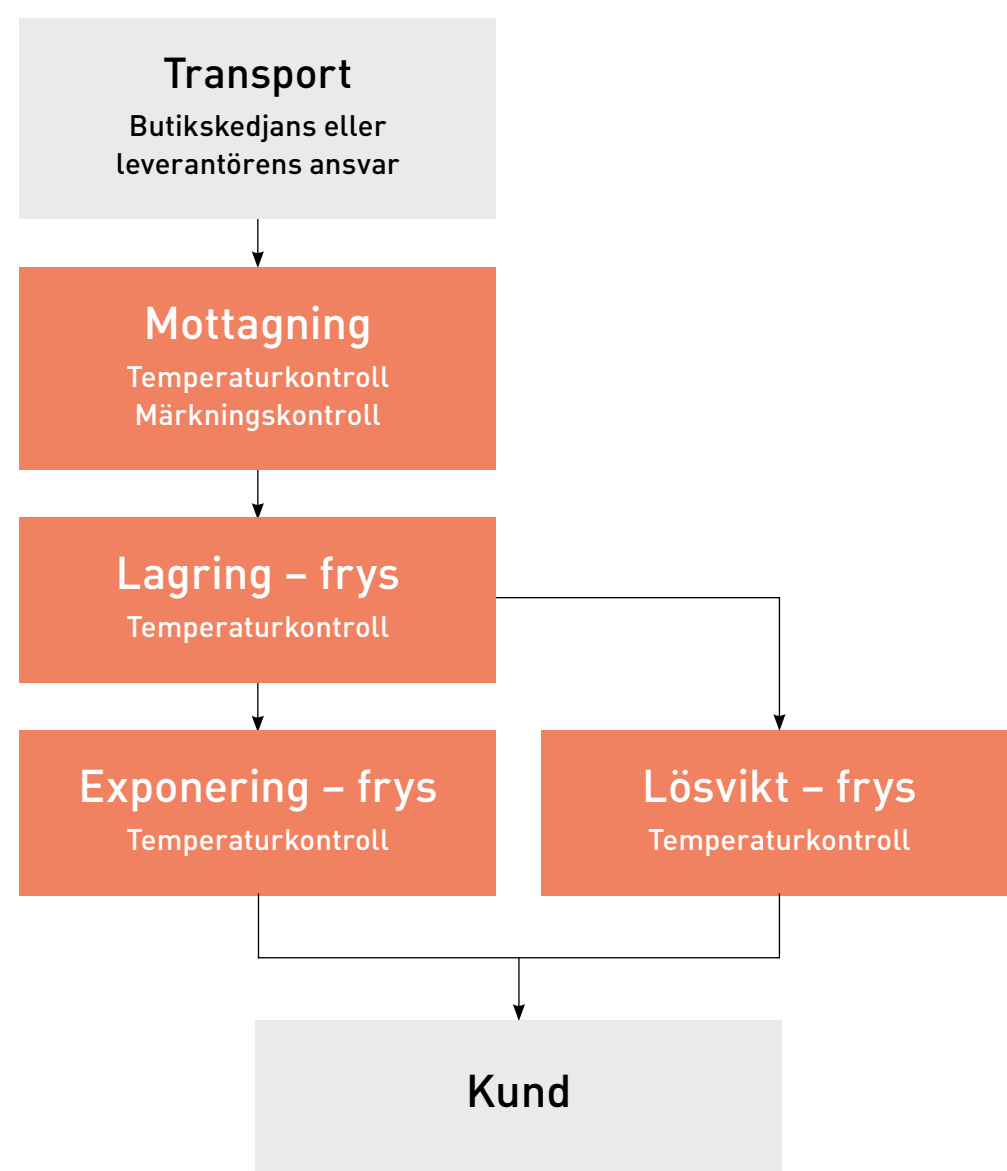 Transport
Butikskedjans eller
leverantörens ansvar
Mottagning
Temperaturkontroll
Märkningskontroll
Lagring – frys
Temperaturkontroll
Exponering – frys
Temperaturkontroll
Lösvikt – frys
Temperaturkontroll
Kund